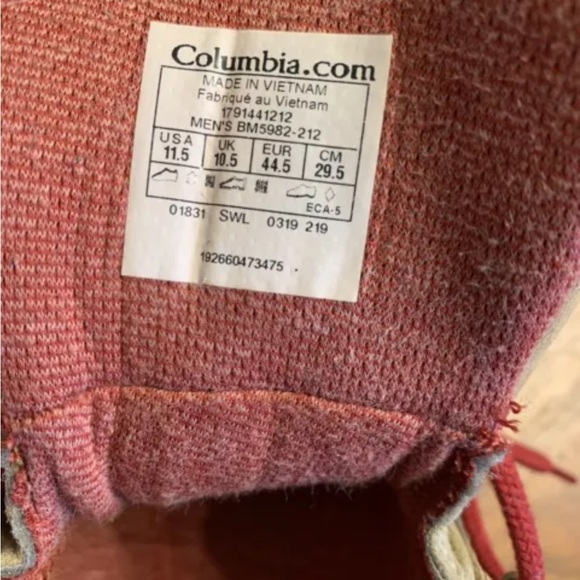 Columbia.com
MADE IN VIETNAM
Fabriqué au Vietnam
1791441212
MEN'S BM5982-212
USA UK EUR CM
11.5 10.5 44.5 29.5
ECA-5
01831 SWL 0319 219
192660473475